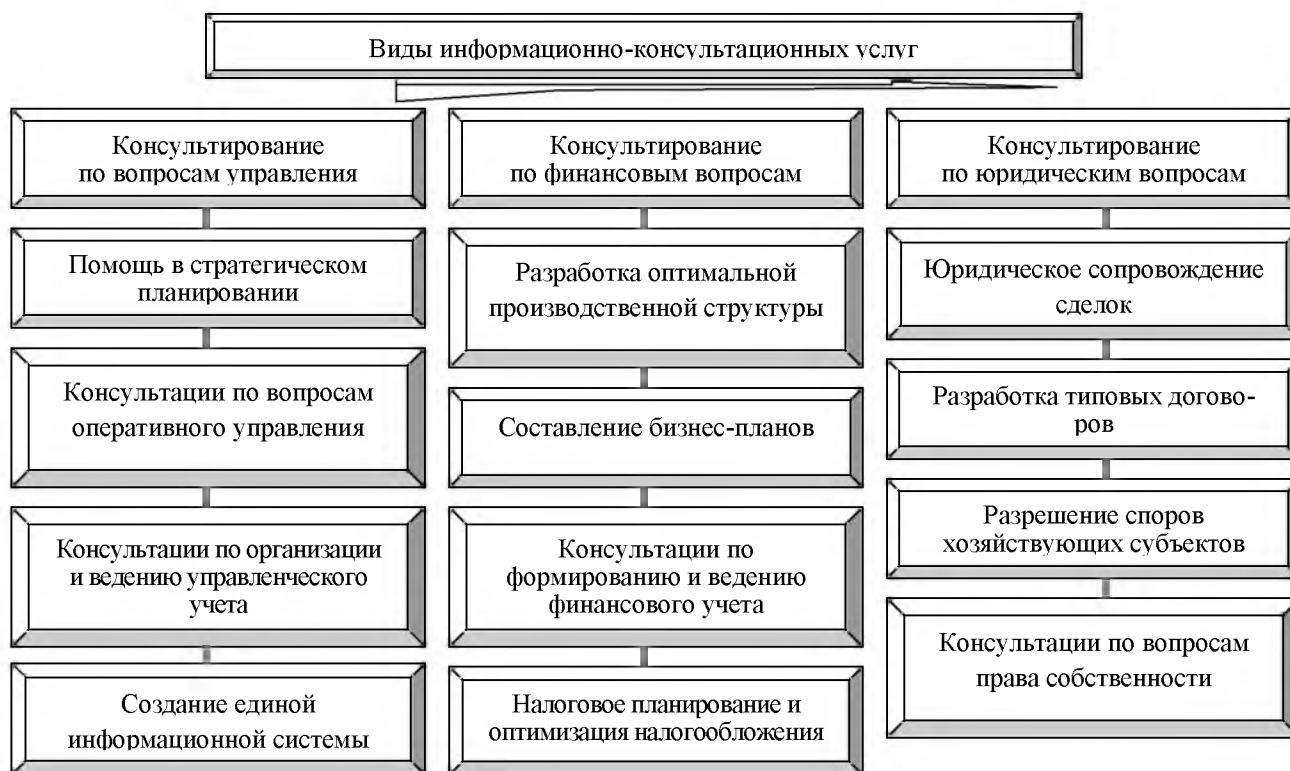 Виды информационно-консультационных услуг
Консультирование
по вопросам управления
Помощь в стратегическом
планировании
Консультации по вопросам
оперативного управления
Консультации по организации
и ведению управленческого
учета
Создание единой
информационной системы
Консультирование
по финансовым вопросам
Разработка оптимальной
производственной структуры
Составление бизнес-планов
Консультации по
формированию и ведению
финансового учета
Налоговое планирование и
оптимизация налогообложения
Консультирование
по юридическим вопросам
Юридическое сопровождение
сделок
Разработка типовых догово-
ров
Разрешение споров
хозяйствующих субъектов
Консультации по вопросам
права собственности